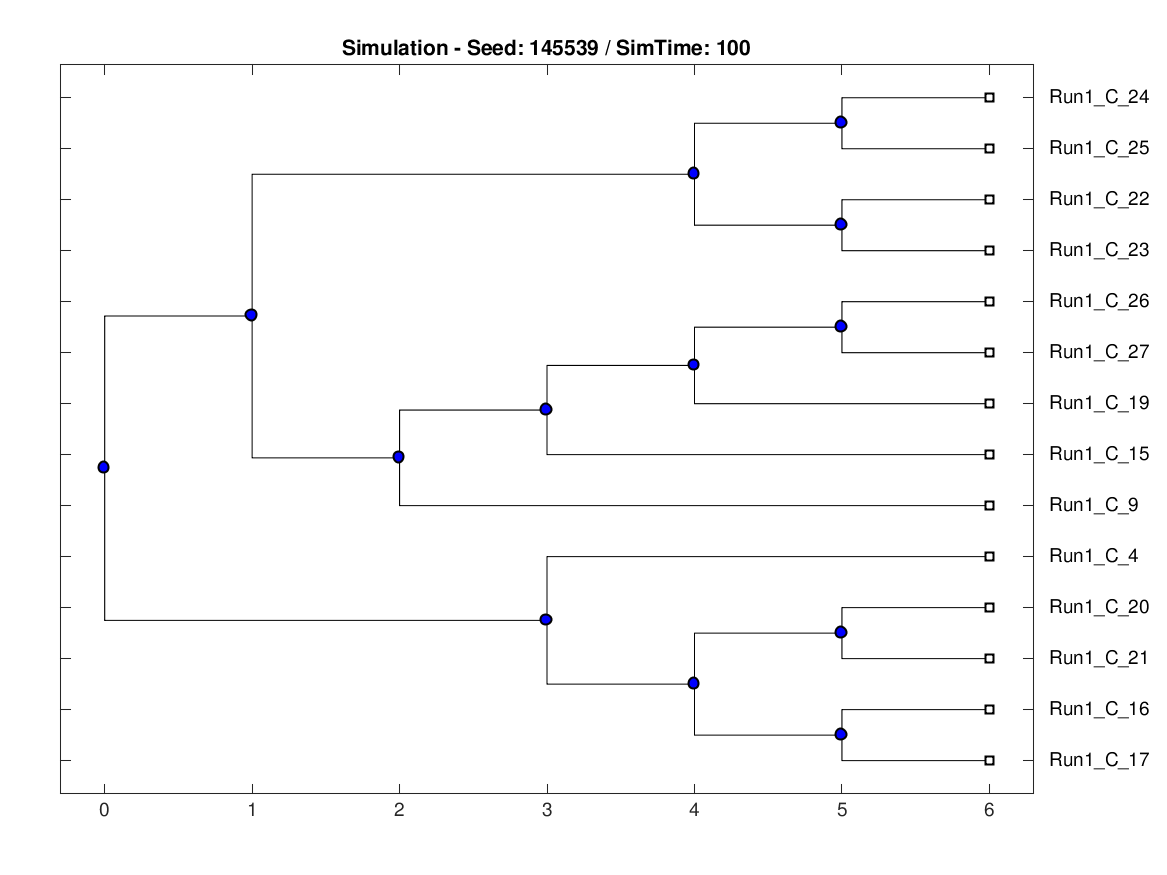 Simulation - Seed: 145539 / SimTime: 100
Run1_C_24
Run1_C_25
Run1_C_22
Run1_C_23
Run1_C_26
Run1_C_27
Run1_C_19
Run1_C_15
Run1_C_9
Run1_C_4
Run1_C_20
Run1_C_21
Run1_C_16
Run1_C_17
0 1 2 3 4 5 6